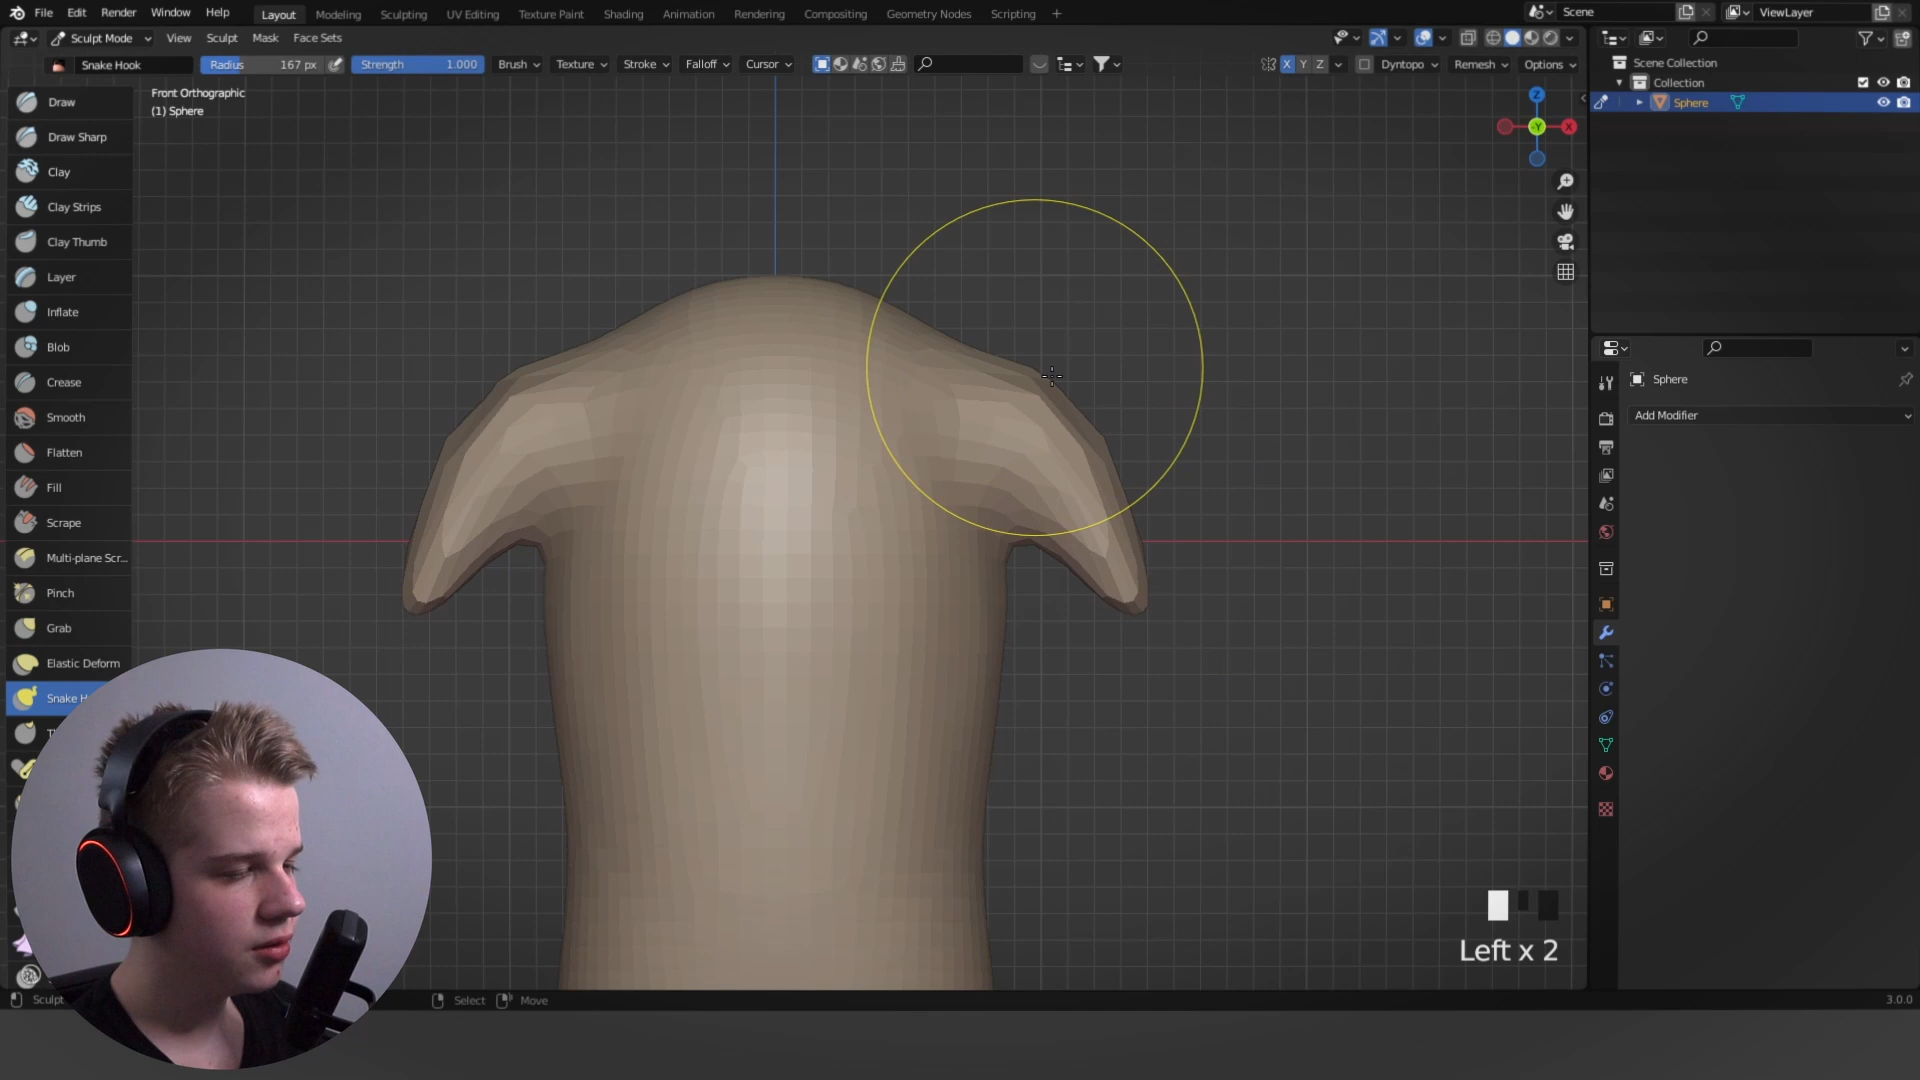 File Edit Render Window Help Layout Modeling Sculpting UV Editing Texture Paint Shading Animation Rendering Compositing Geometry Nodes Scripting + Scene ViewLayer
Sculpt Mode View Sculpt Mask Face Sets
Snake Hook Radius 167 px Strength 1.000 Brush Texture Stroke Falloff Cursor X Y Z Dyntopo Remesh Options
Scene Collection
Collection
Sphere
Front Orthographic
(1) Sphere
Z
-Y
X
Draw
Draw Sharp
Clay
Clay Strips
Clay Thumb
Layer
Inflate
Blob
Crease
Smooth
Flatten
Fill
Scrape
Multi-plane Scr...
Pinch
Grab
Elastic Deform
Snake H
Sphere
Add Modifier
Left x 2
Sculpt Select Move 3.0.0